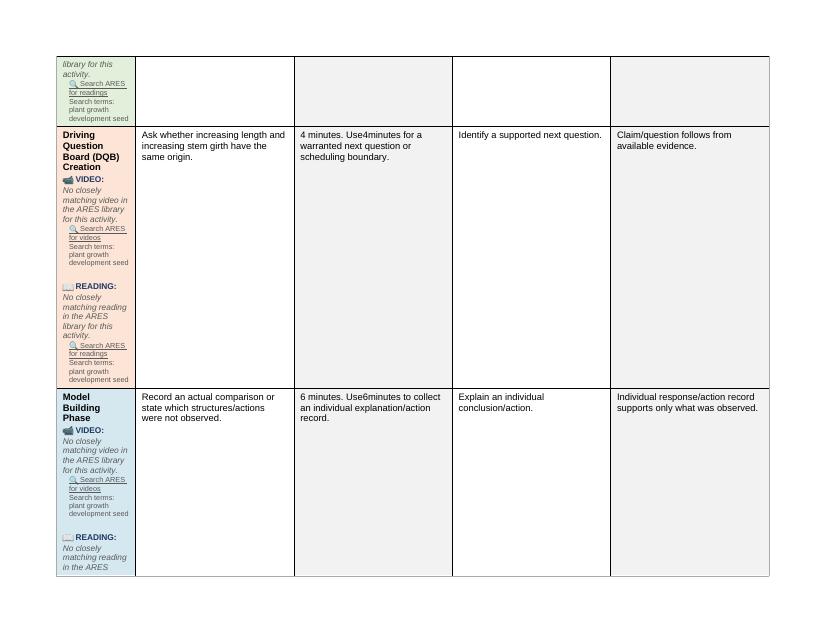 library for this
activity.
🔍 Search ARES
for readings
Search terms:
plant growth
development seed
Driving
Question
Board (DQB)
Creation
📹 VIDEO:
No closely
matching video in
the ARES library
for this activity.
🔍 Search ARES
for videos
Search terms:
plant growth
development seed
📖 READING:
No closely
matching reading
in the ARES
library for this
activity.
🔍 Search ARES
for readings
Search terms:
plant growth
development seed
Ask whether increasing length and
increasing stem girth have the
same origin.
4 minutes. Use4minutes for a
warranted next question or
scheduling boundary.
Identify a supported next question.
Claim/question follows from
available evidence.
Model
Building
Phase
📹 VIDEO:
No closely
matching video in
the ARES library
for this activity.
🔍 Search ARES
for videos
Search terms:
plant growth
development seed
📖 READING:
No closely
matching reading
in the ARES
Record an actual comparison or
state which structures/actions
were not observed.
6 minutes. Use6minutes to collect
an individual explanation/action
record.
Explain an individual
conclusion/action.
Individual response/action record
supports only what was observed.